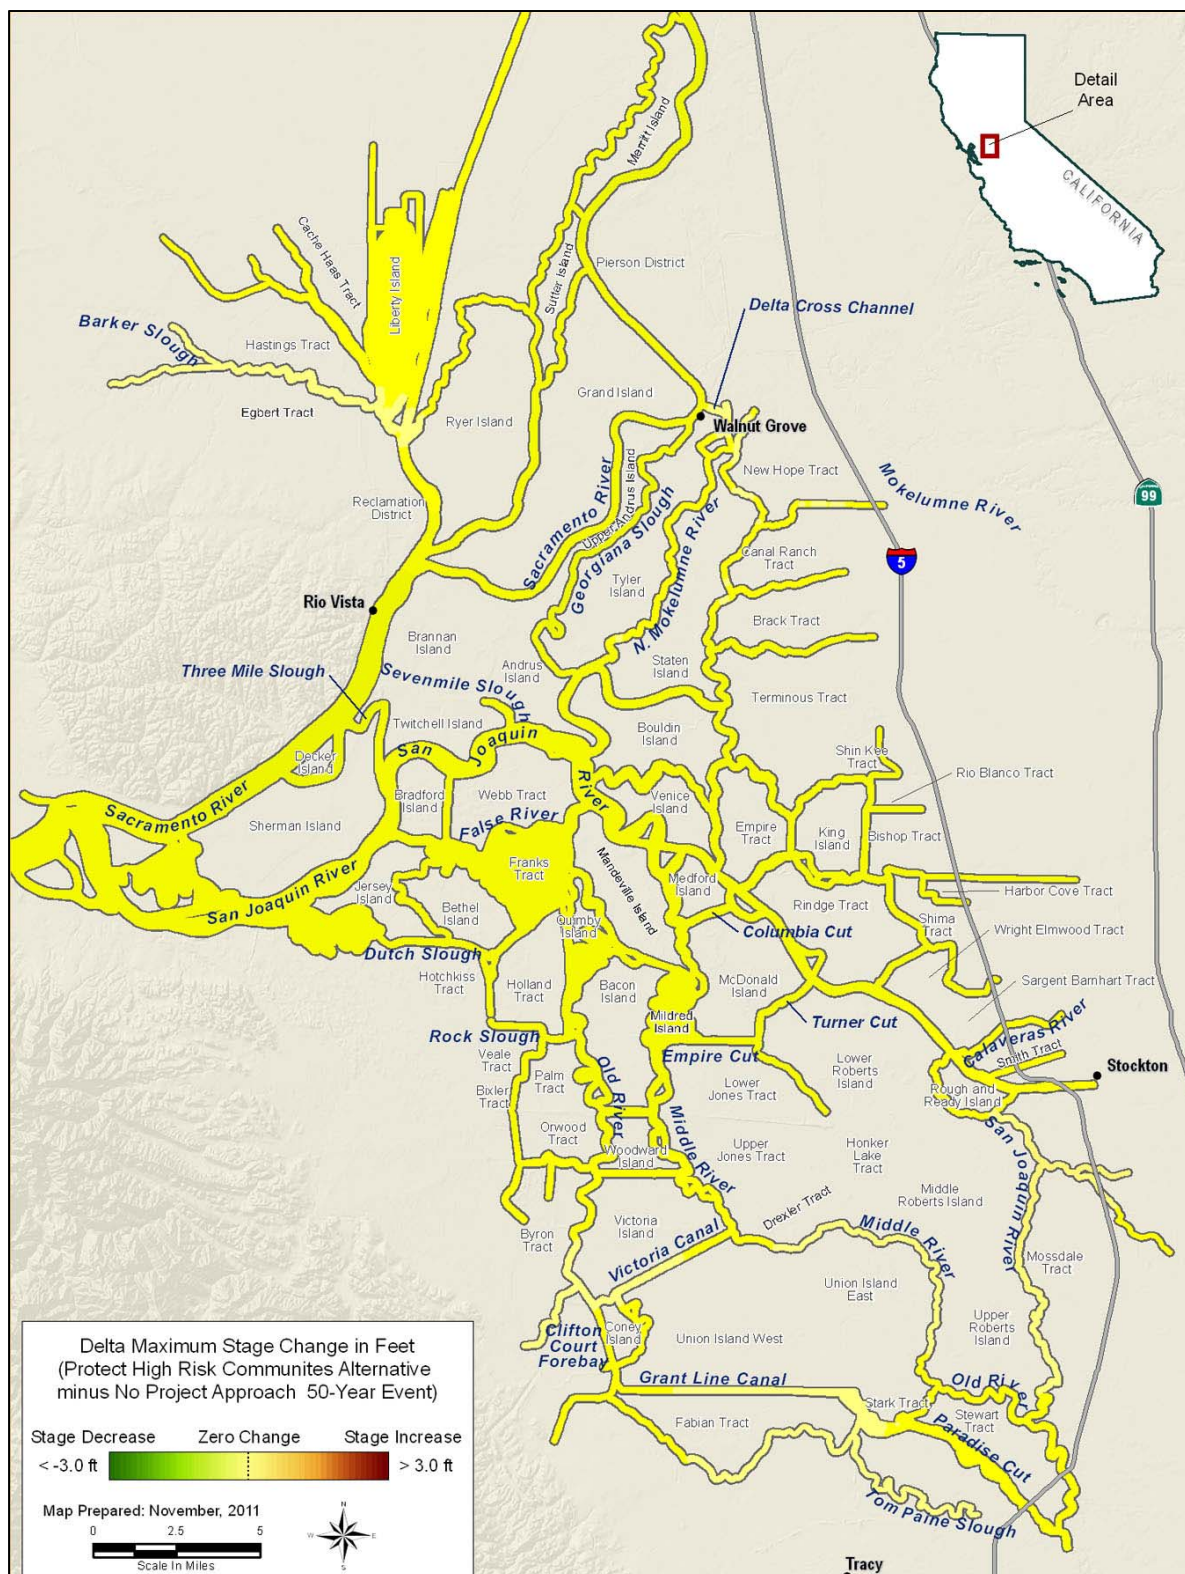 Detail
Area
CALIFORNIA
Merritt Island
Cache Haas Tract
Liberty Island
Sutter Island
Pierson District
Delta Cross Channel
Barker Slough
Hastings Tract
Egbert Tract
Ryer Island
Grand Island
Walnut Grove
New Hope Tract
Mokelumne River
99
5
Reclamation
District
Sacramento River
Upper Andrus Island
Georgiana Slough
N. Mokelumne River
Canal Ranch
Tract
Tyler
Island
Rio Vista
Brack Tract
Brannan
Island
Andrus
Island
Staten
Island
Three Mile Slough
Sevenmile Slough
Terminous Tract
Twitchell Island
Bouldin
Island
Decker
Island
San Joaquin River
Shin Kee
Tract
Rio Blanco Tract
Sacramento River
Sherman Island
Bradford
Island
Webb Tract
False River
Venice
Island
Empire
Tract
King
Island
Bishop Tract
Franks
Tract
Mandeville Island
Medford
Island
San Joaquin River
Jersey
Island
Bethel
Island
Quimby
Island
Rindge Tract
Harbor Cove Tract
Shima
Tract
Wright Elmwood Tract
Columbia Cut
Dutch Slough
Hotchkiss
Tract
Holland
Tract
Bacon
Island
McDonald
Island
Sargent Barnhart Tract
Mildred
Island
Turner Cut
Rock Slough
Empire Cut
Calaveras River
Smith Tract
Stockton
Veale
Tract
Palm
Tract
Bixler
Tract
Old River
Lower
Roberts
Island
Lower
Jones Tract
Rough and
Ready Island
Orwood
Tract
Woodward
Island
Middle River
Upper
Jones Tract
Honker
Lake
Tract
San Joaquin River
Middle
Roberts Island
Drexler Tract
Byron
Tract
Victoria
Island
Victoria Canal
Middle River
Mossdale
Tract
Union Island
East
Upper
Roberts
Island
Clifton
Court
Forebay
Coney
Island
Union Island West
Grant Line Canal
Old River
Stark Tract
Stewart
Tract
Fabian Tract
Paradise Cut
Tom Paine Slough
Tracy
Delta Maximum Stage Change in Feet
(Protect High Risk Communites Alternative
minus No Project Approach 50-Year Event)
Stage Decrease Zero Change Stage Increase
< -3.0 ft > 3.0 ft
Map Prepared: November, 2011
0 2.5 5
Scale In Miles
N
W E
S